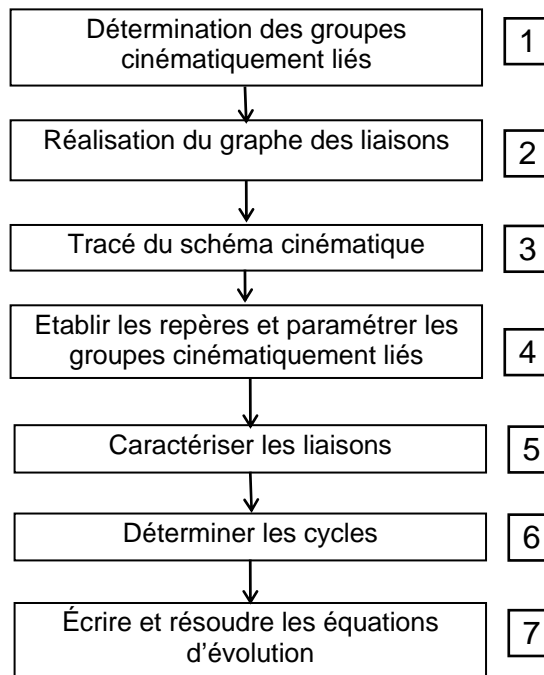 Détermination des groupes
cinématiquement liés
1
Réalisation du graphe des liaisons
2
Tracé du schéma cinématique
3
Etablir les repères et paramétrer les
groupes cinématiquement liés
4
Caractériser les liaisons
5
Déterminer les cycles
6
Écrire et résoudre les équations
d'évolution
7